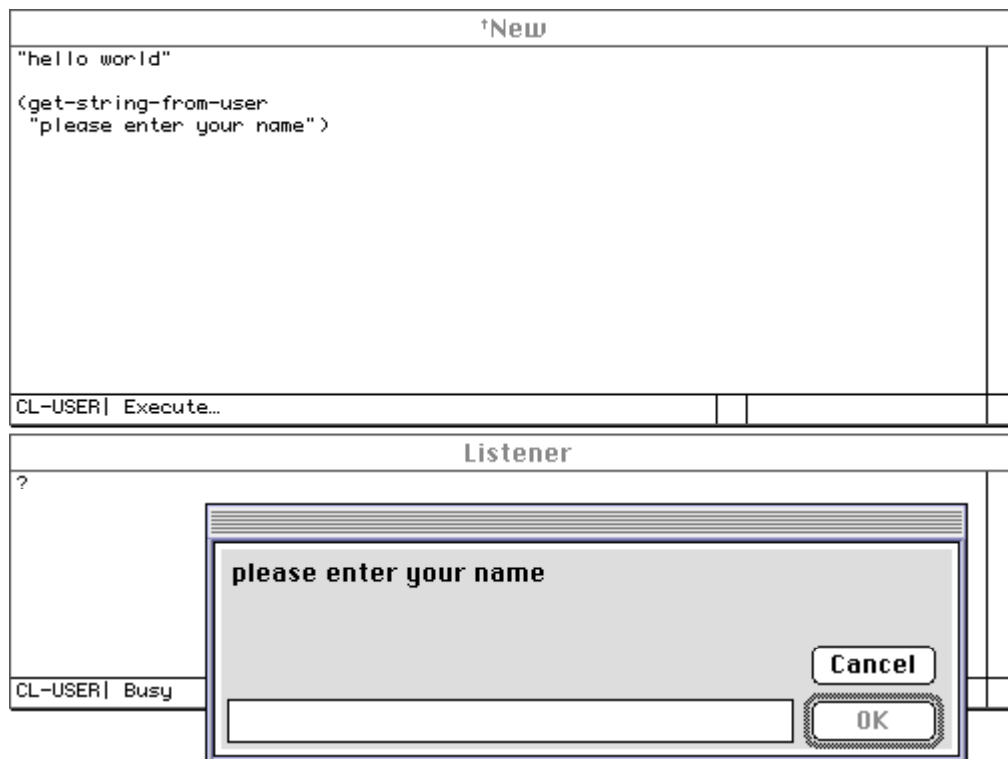 †New
"hello world"
(get-string-from-user
"please enter your name")
CL-USER| Execute…
Listener
?
please enter your name
Cancel
CL-USER| Busy
OK